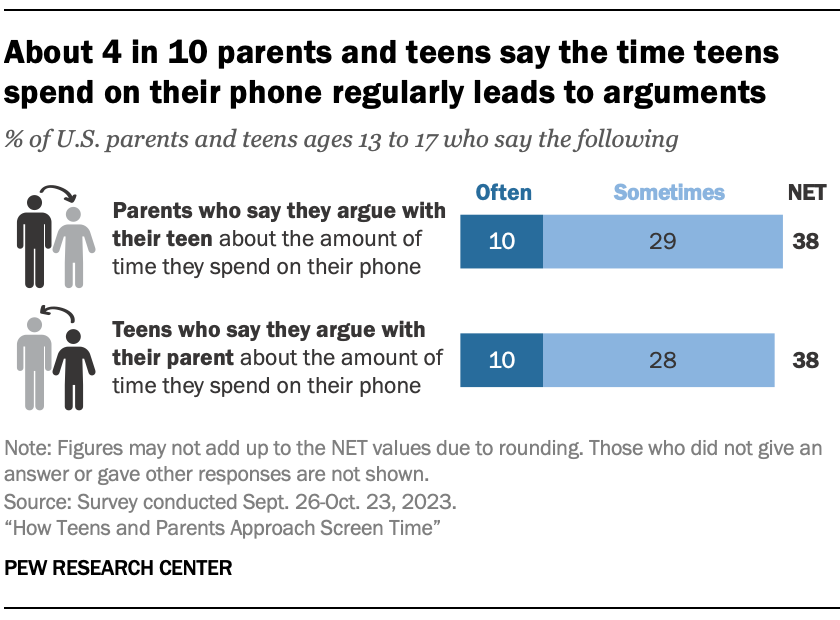 About 4 in 10 parents and teens say the time teens
spend on their phone regularly leads to arguments
% of U.S. parents and teens ages 13 to 17 who say the following
Often Sometimes NET
Parents who say they argue with
their teen about the amount of
time they spend on their phone
10 29 38
Teens who say they argue with
their parent about the amount of
time they spend on their phone
10 28 38
Note: Figures may not add up to the NET values due to rounding. Those who did not give an
answer or gave other responses are not shown.
Source: Survey conducted Sept. 26-Oct. 23, 2023.
“How Teens and Parents Approach Screen Time”
PEW RESEARCH CENTER